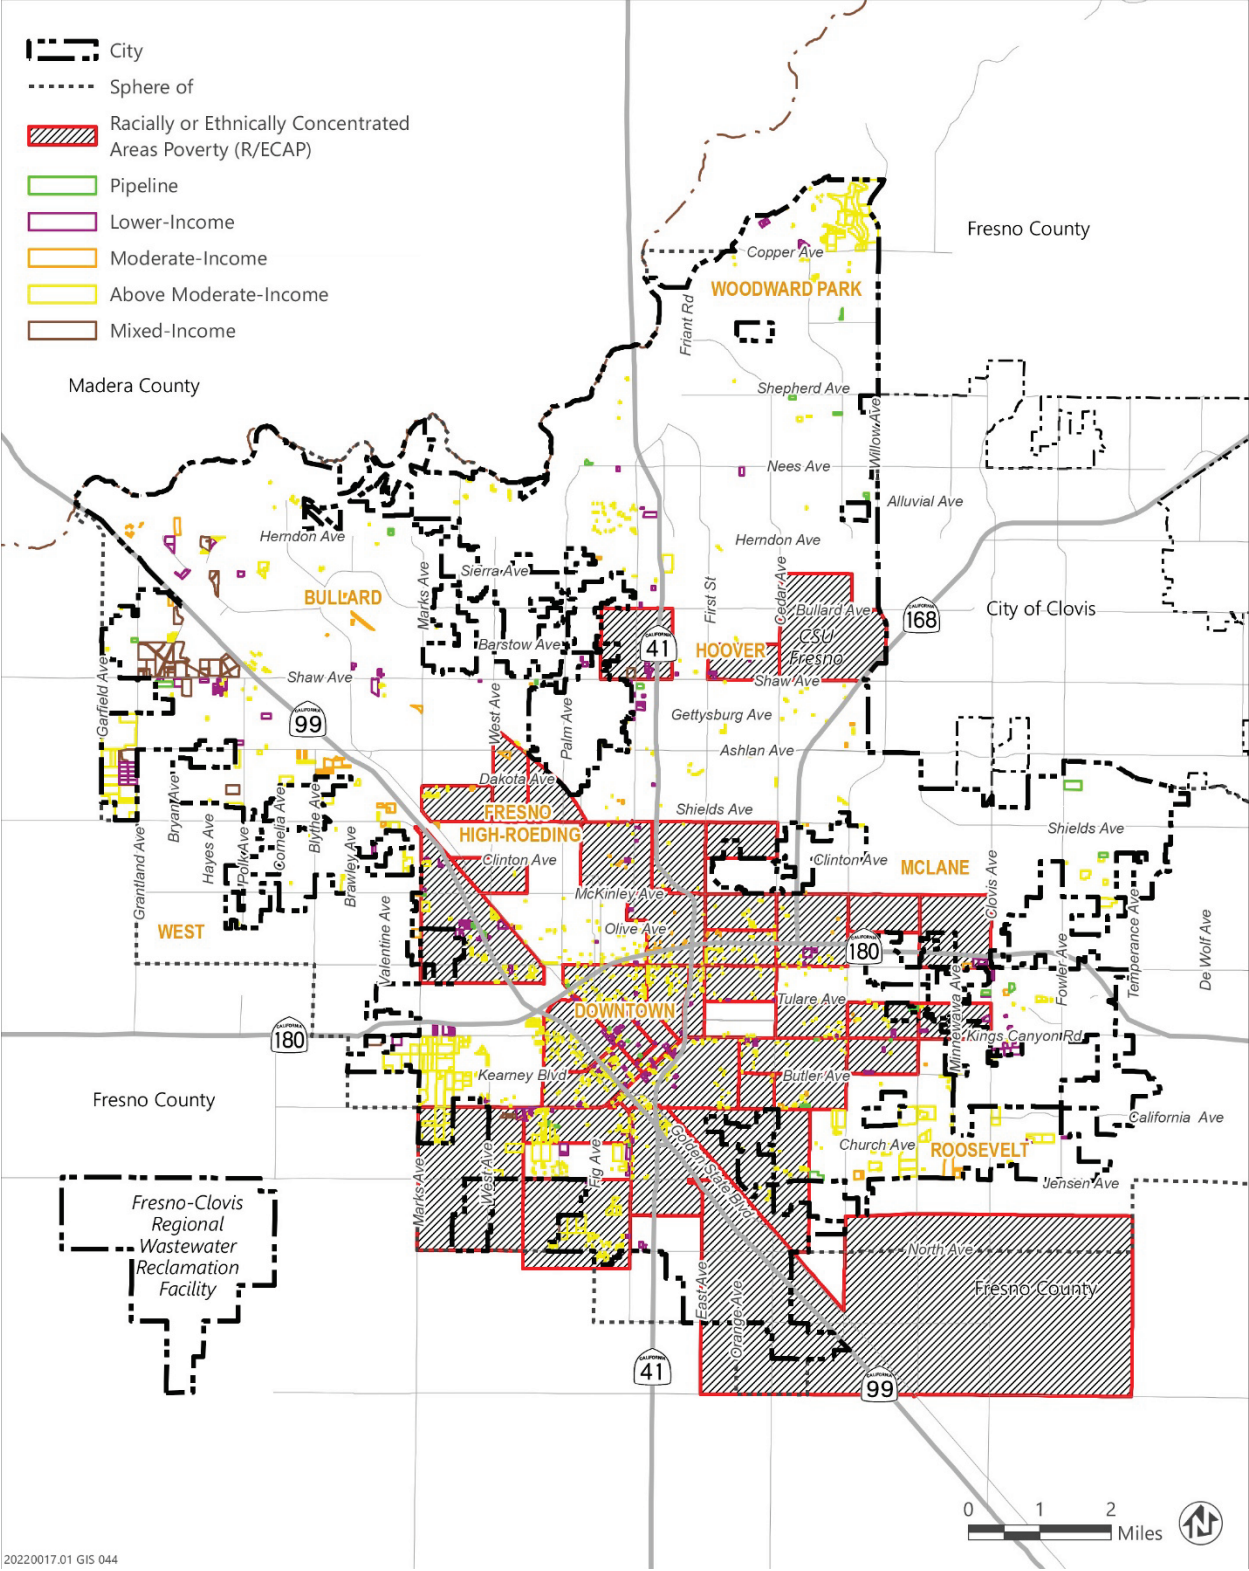 City
Sphere of
Racially or Ethnically Concentrated
Areas Poverty (R/ECAP)
Pipeline
Lower-Income
Moderate-Income
Above Moderate-Income
Mixed-Income
Fresno County
Copper Ave
WOODWARD PARK
Friant Rd
Madera County
Shepherd Ave
Willow Ave
Nees Ave
Alluvial Ave
Herndon Ave
Herndon Ave
Sierra Ave
Marks Ave
First St
Cedar Ave
BULLARD
Bullard Ave
CALIFORNIA
168
City of Clovis
CSU
Fresno
Barstow Ave
CALIFORNIA
41
HOOVER
Shaw Ave
Shaw Ave
Garfield Ave
CALIFORNIA
99
West Ave
Palm Ave
Gettysburg Ave
Ashlan Ave
Dakota Ave
FRESNO
HIGH-ROEDING
Shields Ave
Shields Ave
Bryan Ave
Hayes Ave
Polk Ave
Cornelia Ave
Blythe Ave
Brawley Ave
Grantland Ave
Clinton Ave
Clinton Ave
MCLANE
Clovis Ave
McKinley Ave
WEST
Valentine Ave
Olive Ave
CALIFORNIA
180
Minnewawa Ave
Fowler Ave
Temperance Ave
De Wolf Ave
Tulare Ave
DOWNTOWN
CALIFORNIA
180
Kings Canyon Rd
Kearney Blvd
Butler Ave
Fresno County
California Ave
Church Ave
ROOSEVELT
Golden State Blvd
Marks Ave
West Ave
Fig Ave
Jensen Ave
Fresno-Clovis
Regional
Wastewater
Reclamation
Facility
North Ave
Fresno County
East Ave
Orange Ave
CALIFORNIA
41
CALIFORNIA
99
0 1 2
Miles
N
20220017.01 GIS 044